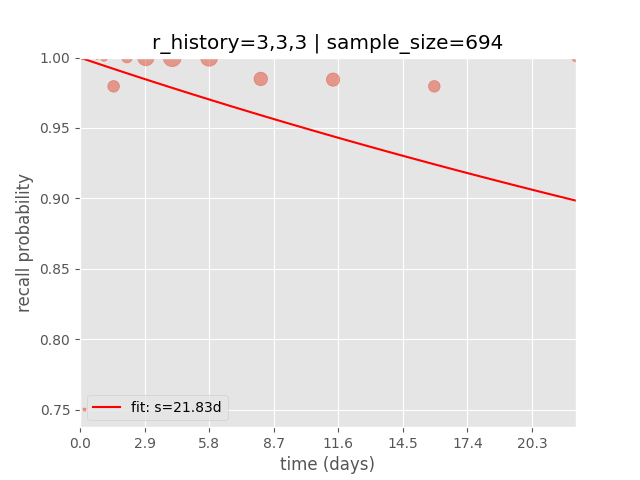 r_history=3,3,3 | sample_size=694
1.00
0.95
0.90
0.85
0.80
0.75
recall probability
fit: s=21.83d
0.0 2.9 5.8 8.7 11.6 14.5 17.4 20.3
time (days)